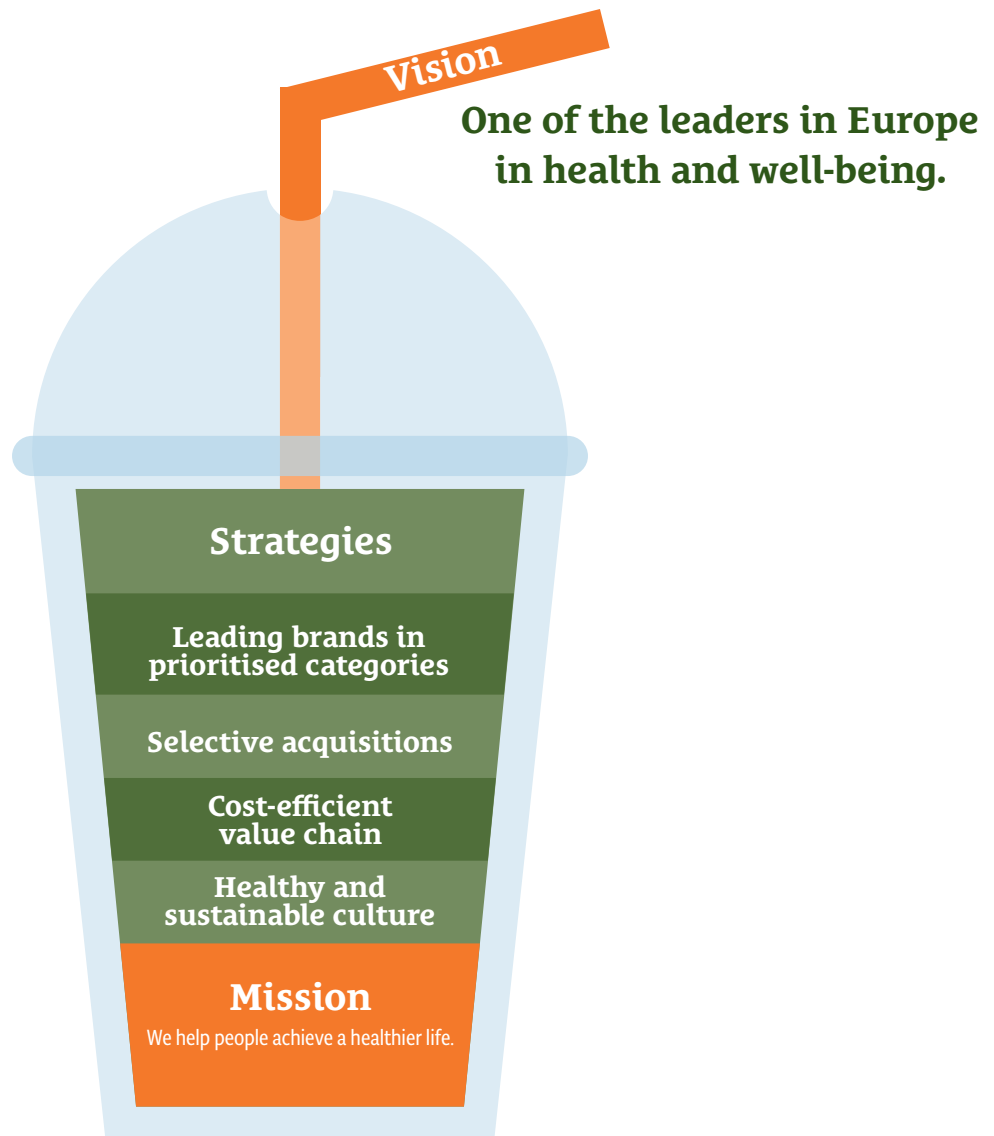 Vision
One of the leaders in Europe
in health and well-being.
Strategies
Leading brands in
prioritised categories
Selective acquisitions
Cost-efficient
value chain
Healthy and
sustainable culture
Mission
We help people achieve a healthier life.